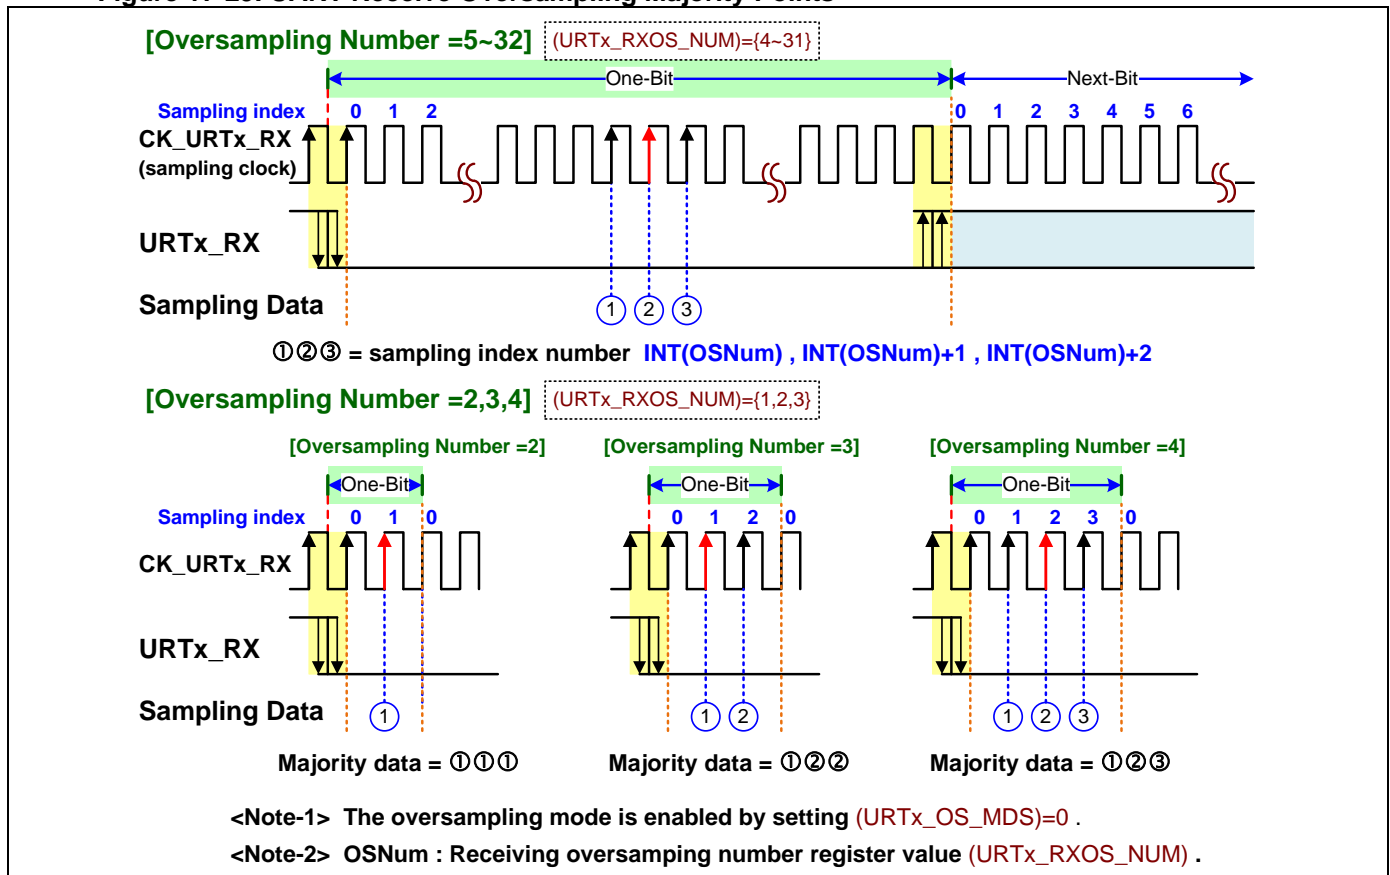 [Oversampling Number =5~32] (URTx_RXOS_NUM)={4~31}
One-Bit Next-Bit
Sampling index 0 1 2 0 1 2 3 4 5 6
CK_URTx_RX
(sampling clock)
URTx_RX
Sampling Data 1 2 3
①②③ = sampling index number INT(OSNum) , INT(OSNum)+1 , INT(OSNum)+2
[Oversampling Number =2,3,4] (URTx_RXOS_NUM)={1,2,3}
[Oversampling Number =2] [Oversampling Number =3] [Oversampling Number =4]
One-Bit One-Bit One-Bit
Sampling index 0 1 0 0 1 2 0 0 1 2 3 0
CK_URTx_RX
URTx_RX
Sampling Data 1 1 2 1 2 3
Majority data = ①①① Majority data = ①②② Majority data = ①②③
<Note-1> The oversampling mode is enabled by setting (URTx_OS_MDS)=0 .
<Note-2> OSNum : Receiving oversamping number register value (URTx_RXOS_NUM) .